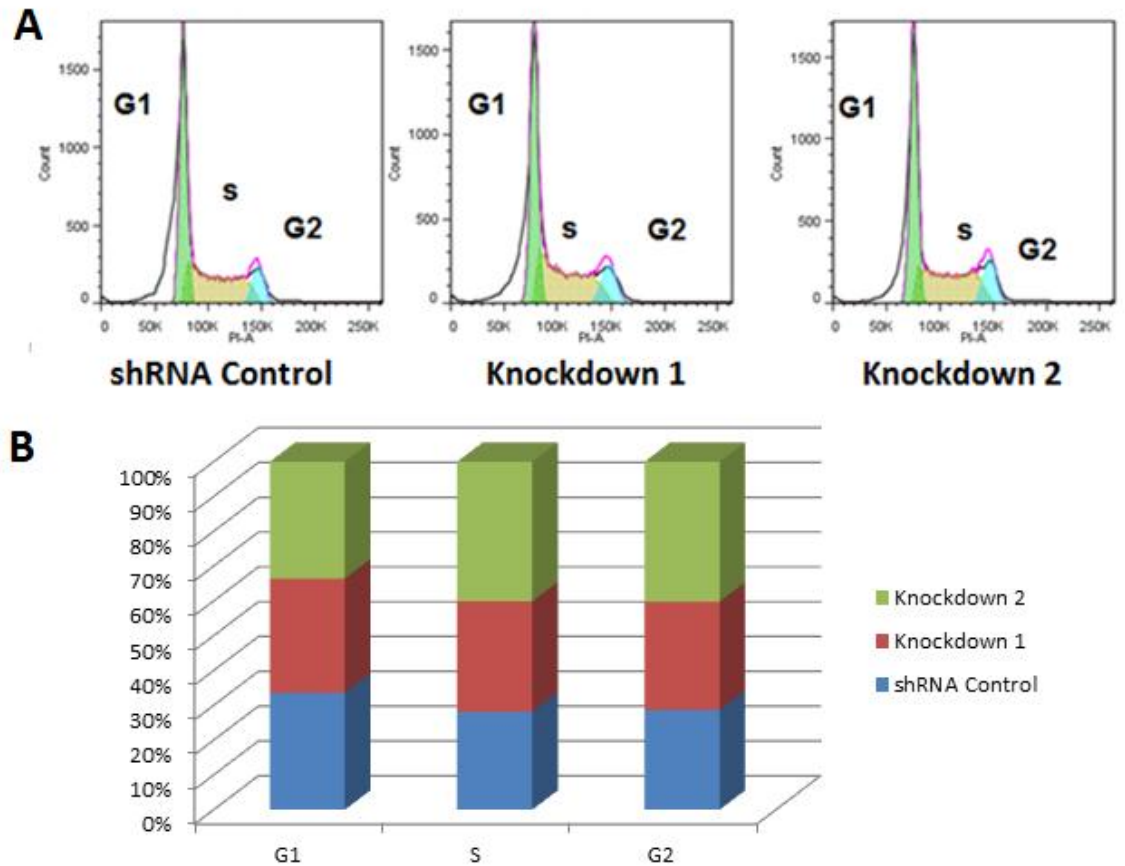 A
G1
S
G2
Count
1500
1000
500
0
0 50K 100K 150K 200K 250K
PI-A
shRNA Control
G1
S
G2
Count
1500
1000
500
0
0 50K 100K 150K 200K 250K
PI-A
Knockdown 1
G1
S
G2
Count
1500
1000
500
0
0 50K 100K 150K 200K 250K
PI-A
Knockdown 2
B
100%
90%
80%
70%
60%
50%
40%
30%
20%
10%
0%
G1 S G2
Knockdown 2
Knockdown 1
shRNA Control